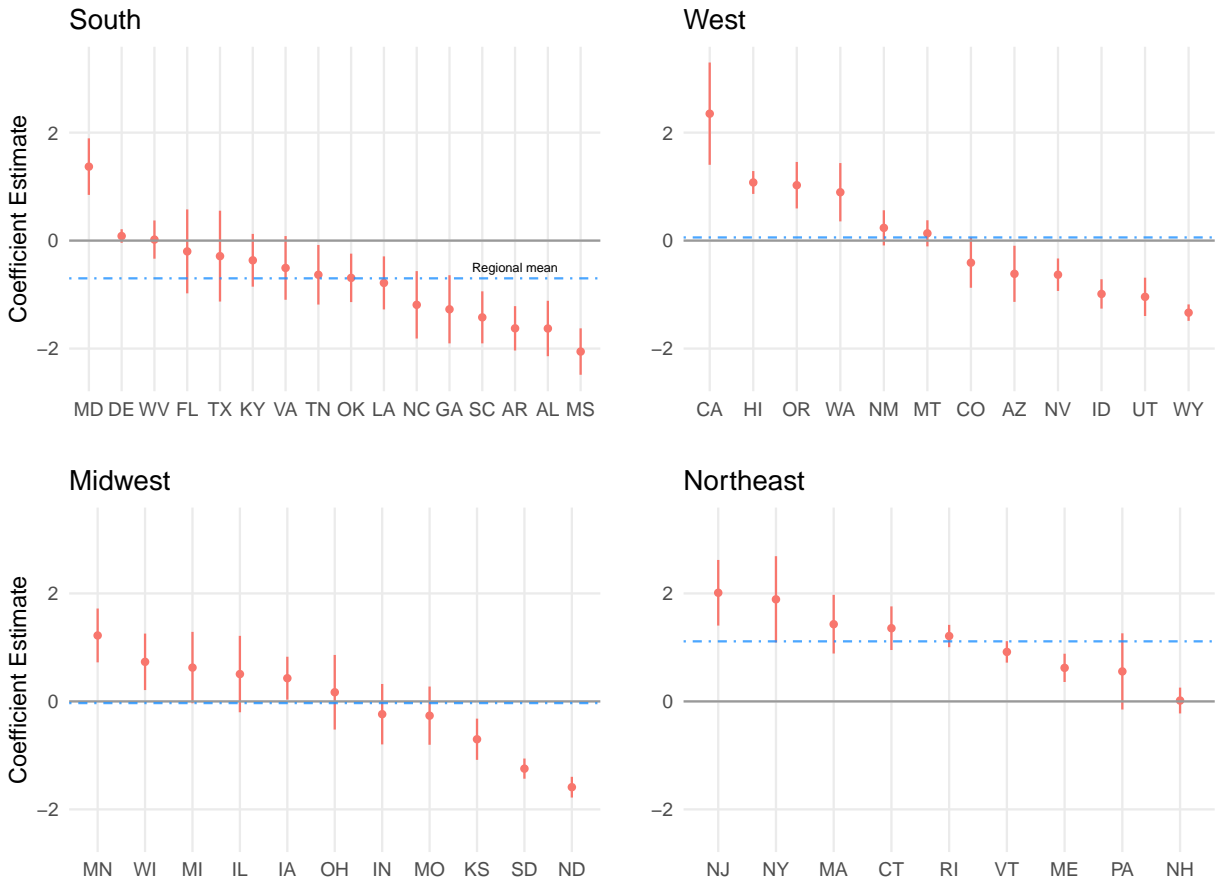 South
Coefficient Estimate
2
0
−2
Regional mean
MD DE WV FL TX KY VA TN OK LA NC GA SC AR AL MS
West
2
0
−2
CA HI OR WA NM MT CO AZ NV ID UT WY
Midwest
Coefficient Estimate
2
0
−2
MN WI MI IL IA OH IN MO KS SD ND
Northeast
2
0
−2
NJ NY MA CT RI VT ME PA NH